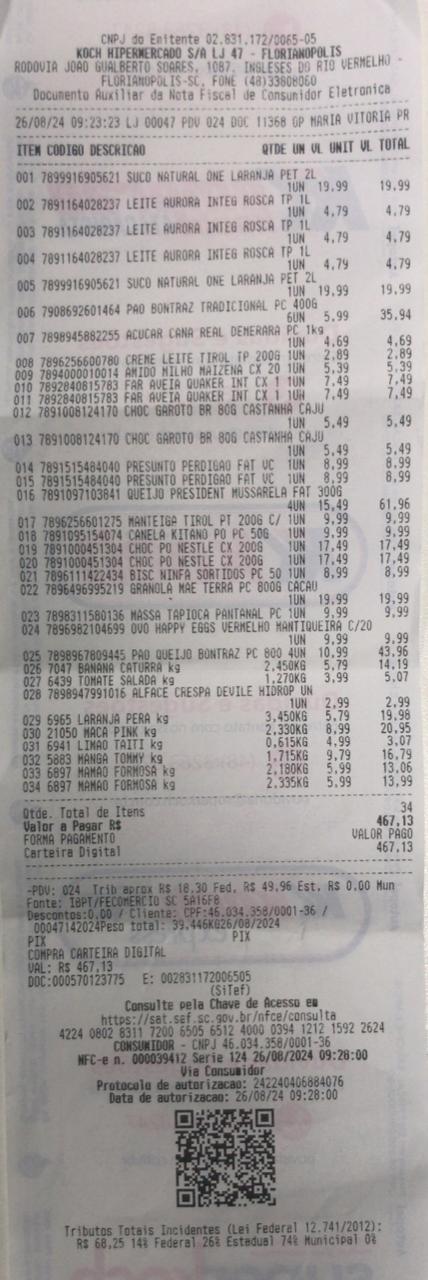 CNPJ do Emitente 02.831.172/0065-05
KOCH HIPERMERCADO S/A LJ 47 - FLORIANOPOLIS
RODOVIA JOAO GUALBERTO SOARES, 1087. INGLESES DO RIO VERMELHO -
FLORIANOPOLIS-SC, FONE (48)33808060
Documento Auxiliar da Nota Fiscal de Consumidor Eletronica
26/08/24 09:23:23 LJ 00047 PDV 024 DOC 11368 OP MARIA VITORIA PR
ITEM CODIGO DESCRICAO QTDE UN VL UNIT VL TOTAL
001 7899916905621 SUCO NATURAL ONE LARANJA PET 2L
1UN 19,99 19,99
002 7891164028237 LEITE AURORA INTEG ROSCA TP 1L
1UN 4,79 4,79
003 7891164028237 LEITE AURORA INTEG ROSCA TP 1L
1UN 4,79 4,79
004 7891164028237 LEITE AURORA INTEG ROSCA TP 1L
1UN 4,79 4,79
005 7899916905621 SUCO NATURAL ONE LARANJA PET 2L
1UN 19,99 19,99
006 7908692601464 PAO BONTRAZ TRADICIONAL PC 400G
6UN 5,99 35,94
007 7898945882255 ACUCAR CANA REAL DEMERARA PC 1kg
1UN 4,69 4,69
008 7896256600780 CREME LEITE TIROL TP 200G 1UN 2,89 2,89
009 7894000010014 AMIDO MILHO MAIZENA CX 20 1UN 5,39 5,39
010 7892840815783 FAR AVEIA QUAKER INT CX 1 1UN 7,49 7,49
011 7892840815783 FAR AVEIA QUAKER INT CX 1 1UN 7,49 7,49
012 7891008124170 CHOC GAROTO BR 80G CASTANHA CAJU
1UN 5,49 5,49
013 7891008124170 CHOC GAROTO BR 80G CASTANHA CAJU
1UN 5,49 5,49
014 7891515484040 PRESUNTO PERDIGAO FAT VC 1UN 8,99 8,99
015 7891515484040 PRESUNTO PERDIGAO FAT VC 1UN 8,99 8,99
016 7891097103841 QUEIJO PRESIDENT MUSSARELA FAT 300G
4UN 15,49 61,96
017 7896256601275 MANTEIGA TIROL PT 200G C/ 1UN 9,99 9,99
018 7891095154074 CANELA KITANO PO PC 50G 1UN 9,99 9,99
019 7891000451304 CHOC PO NESTLE CX 200G 1UN 17,49 17,49
020 7891000451304 CHOC PO NESTLE CX 200G 1UN 17,49 17,49
021 7896111422434 BISC NINFA SORTIDOS PC 50 1UN 8,99 8,99
022 7896496995219 GRANOLA MAE TERRA PC 800G CACAU
1UN 19,99 19,99
023 7898311580136 MASSA TAPIOCA PANTANAL PC 1UN 9,99 9,99
024 7896982104699 OVO HAPPY EGGS VERMELHO MANTIQUEIRA C/20
1UN 9,99 9,99
025 7898967809445 PAO QUEIJO BONTRAZ PC 800 4UN 10,99 43,96
026 7047 BANANA CATURRA kg 2,450KG 5,79 14,19
027 6439 TOMATE SALADA kg 1,270KG 3,99 5,07
028 7898947991016 ALFACE CRESPA DEVILE HIDROP UN
1UN 2,99 2,99
029 6965 LARANJA PERA kg 3,450KG 5,79 19,98
030 21050 MACA PINK kg 2,330KG 8,99 20,95
031 6941 LIMAO TAITI kg 0,615KG 4,99 3,07
032 5883 MANGA TOMMY kg 1,715KG 9,79 16,79
033 6897 MAMAO FORMOSA kg 2,180KG 5,99 13,06
034 6897 MAMAO FORMOSA kg 2,335KG 5,99 13,99
Qtde. Total de Itens 34
Valor a Pagar R$ 467,13
FORMA PAGAMENTO VALOR PAGO
Carteira Digital 467,13
-PDV: 024 Trib aprox R$ 18,30 Fed, R$ 49,96 Est, R$ 0,00 Mun
Fonte: IBPT/FECOMERCIO SC 5A16F8
Descontos:0,00 / Cliente: CPF:46.034.358/0001-36 /
00047142024Peso total: 39.446KG26/08/2024
PIX PIX
COMPRA CARTEIRA DIGITAL
VAL: R$ 467,13
DOC:000570123775 E: 002831172006505
(SiTef)
Consulte pela Chave de Acesso em
https://sat.sef.sc.gov.br/nfce/consulta
4224 0802 8311 7200 6505 6512 4000 0394 1212 1592 2624
CONSUMIDOR - CNPJ 46.034.358/0001-36
NFC-e n. 000039412 Serie 124 26/08/2024 09:28:00
Via Consumidor
Protocolo de autorizacao: 242240406884076
Data de autorizacao: 26/08/24 09:28:00
Tributos Totais Incidentes (Lei Federal 12.741/2012):
R$ 68,25 14% Federal 26% Estadual 74% Municipal 0%